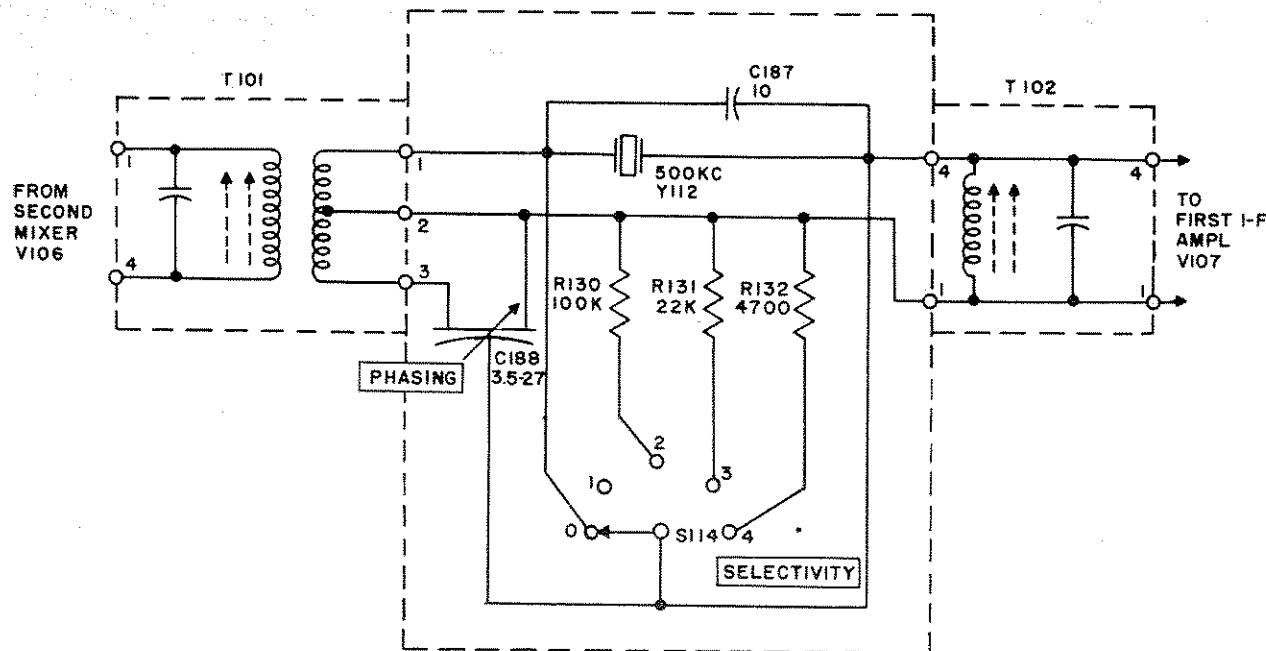 T101
C187
10
T102
1
1
4
4
500KC
Y112
FROM
SECOND
MIXER
V106
2
TO
FIRST I-F
AMPL
V107
4
3
1
1
R130
100K
R131
22K
R132
4700
PHASING
C188
3.5-27
2
1
3
0
S114
4
SELECTIVITY